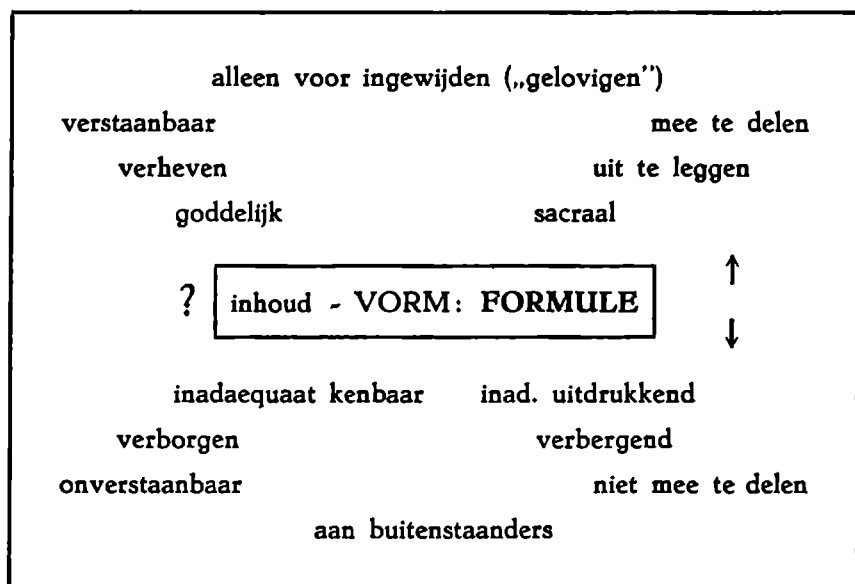 alleen voor ingewijden („gelovigen”)
verstaanbaar mee te delen
verheven uit te leggen
goddelijk sacraal
↑
? inhoud - VORM: FORMULE
↓
inadaequaat kenbaar inad. uitdrukkend
verborgen verbergend
onverstaanbaar niet mee te delen
aan buitenstaanders